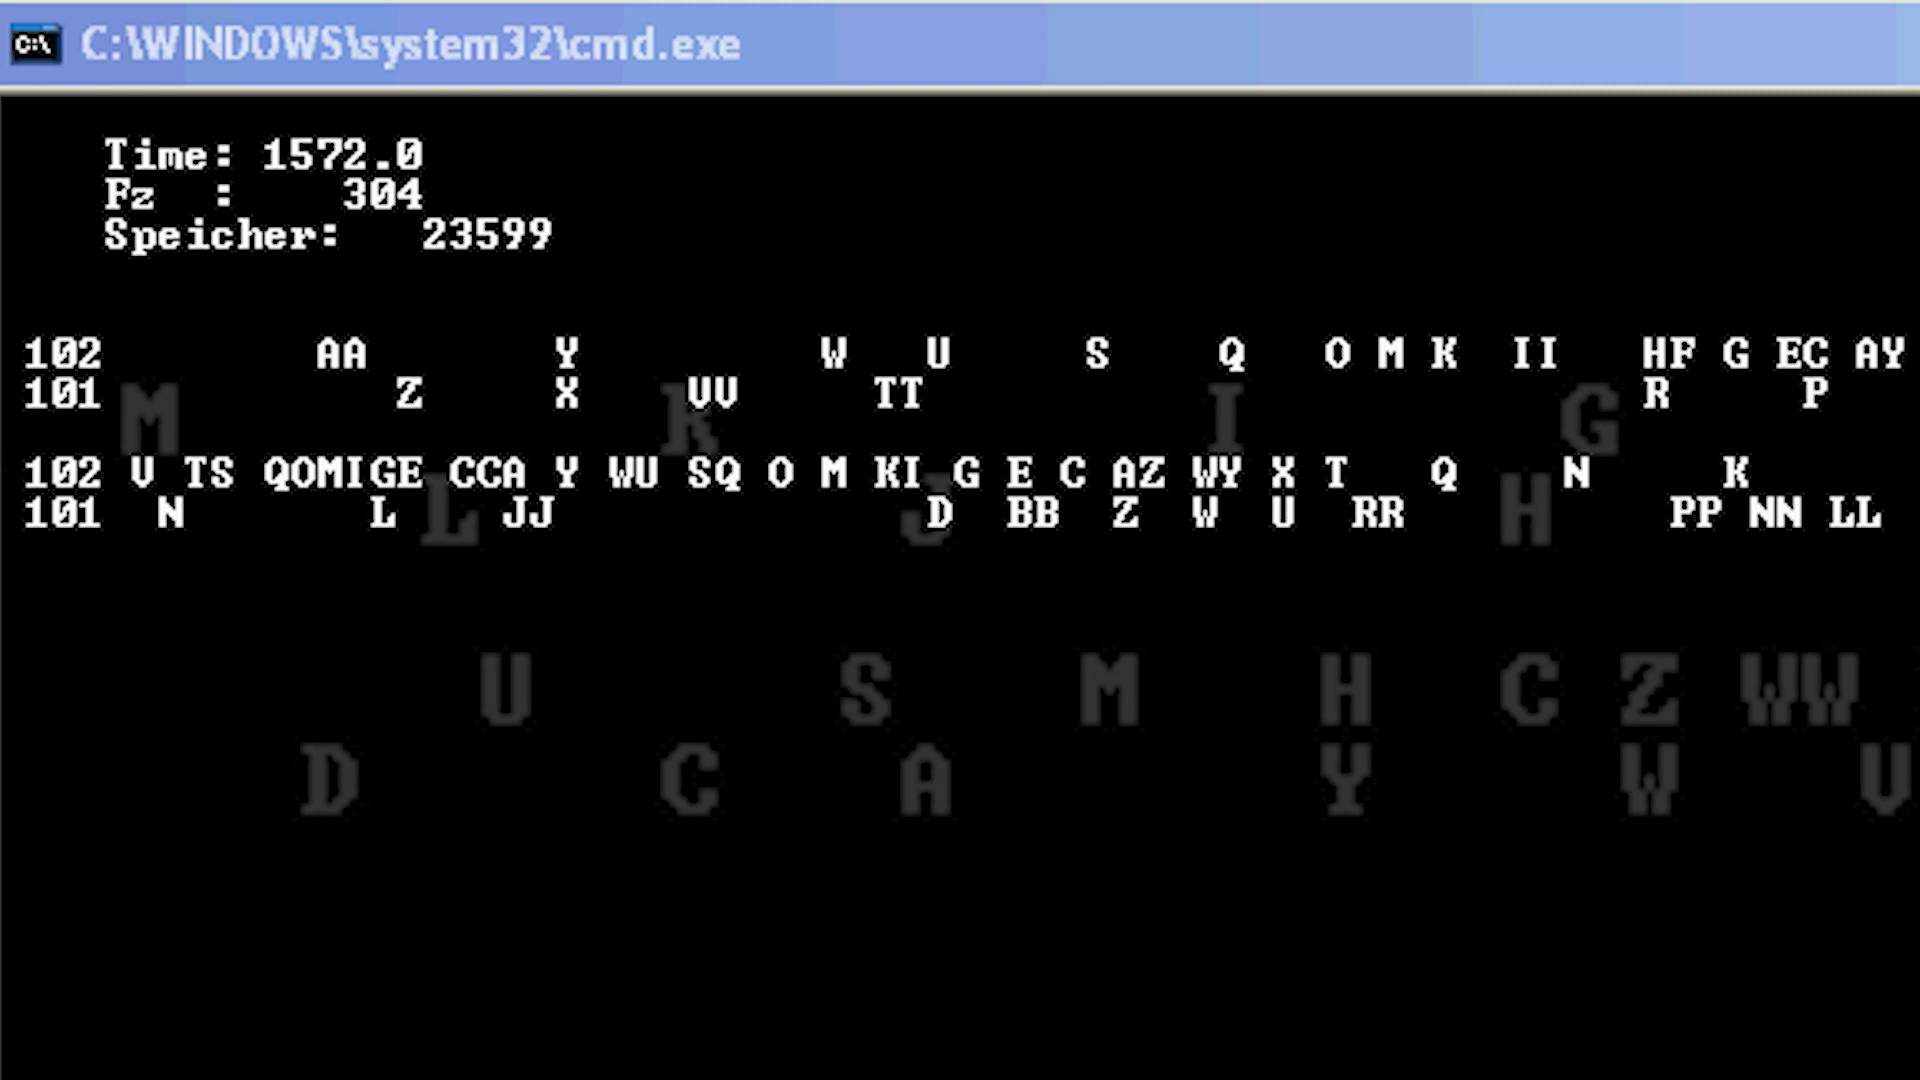 C:\WINDOWS\system32\cmd.exe
Time: 1572.0
Fz : 304
Speicher: 23599
102 AA Y W U S Q O M K II HF G EC AY
101 Z X VV TT R P
M K I G
102 V TS QOMIGE CCA Y WU SQ O M KI G E C AZ WY X T Q N K
101 N L JJ D BB Z W U RR PP NN LL
L J H
U S M H C Z WW
D C A Y W V